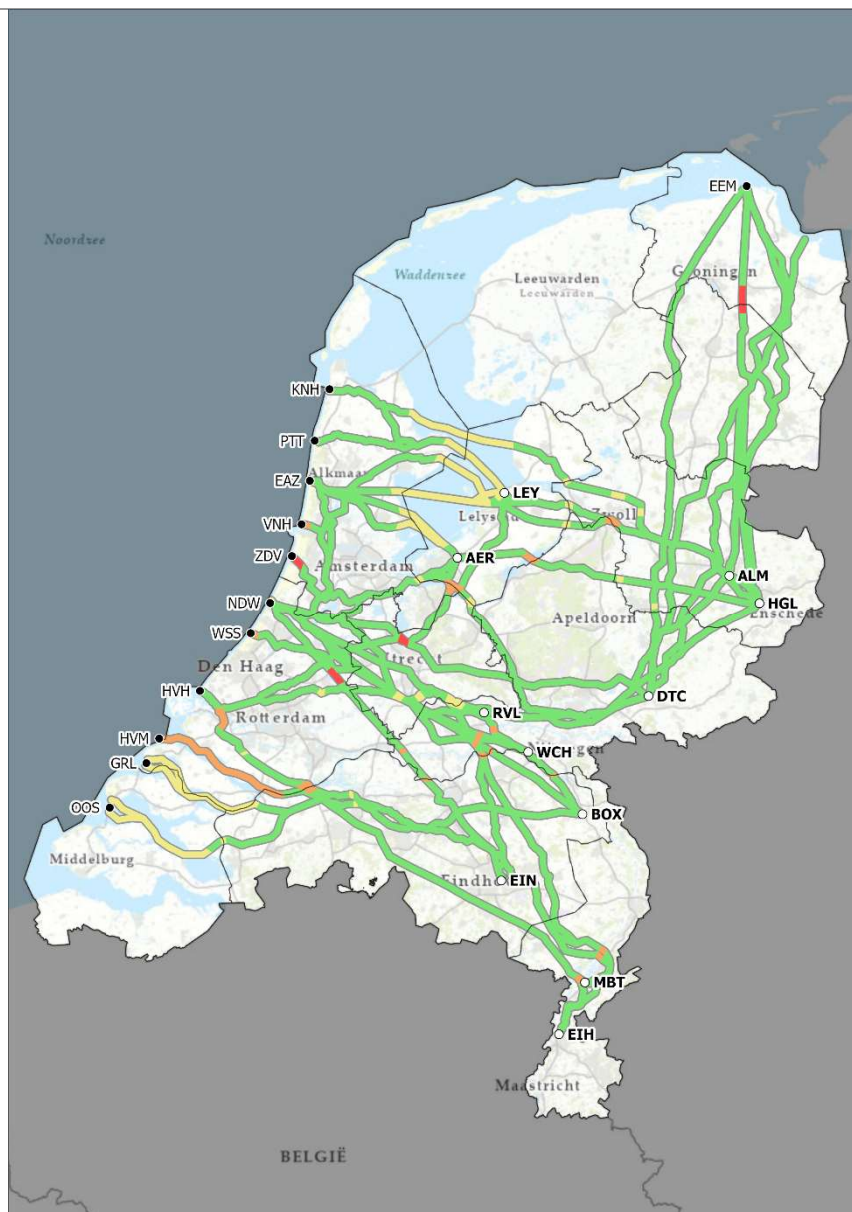 EEM
Noordzee
Waddenzee
Leeuwarden
Leeuwarden
Groningen
KNH
PTT
Alkmaar
EAZ
LEY
VNH
Lelystad
Zwoll
ZDV
AER
Amsterdam
ALM
NDW
HGL
Enschede
Apeldoorn
WSS
Utrecht
Den Haag
HVH
DTC
RVL
Rotterdam
HVM
WCH
GRL
OOS
BOX
Middelburg
Eindho
EIN
MBT
EIH
Maastricht
BELGIË